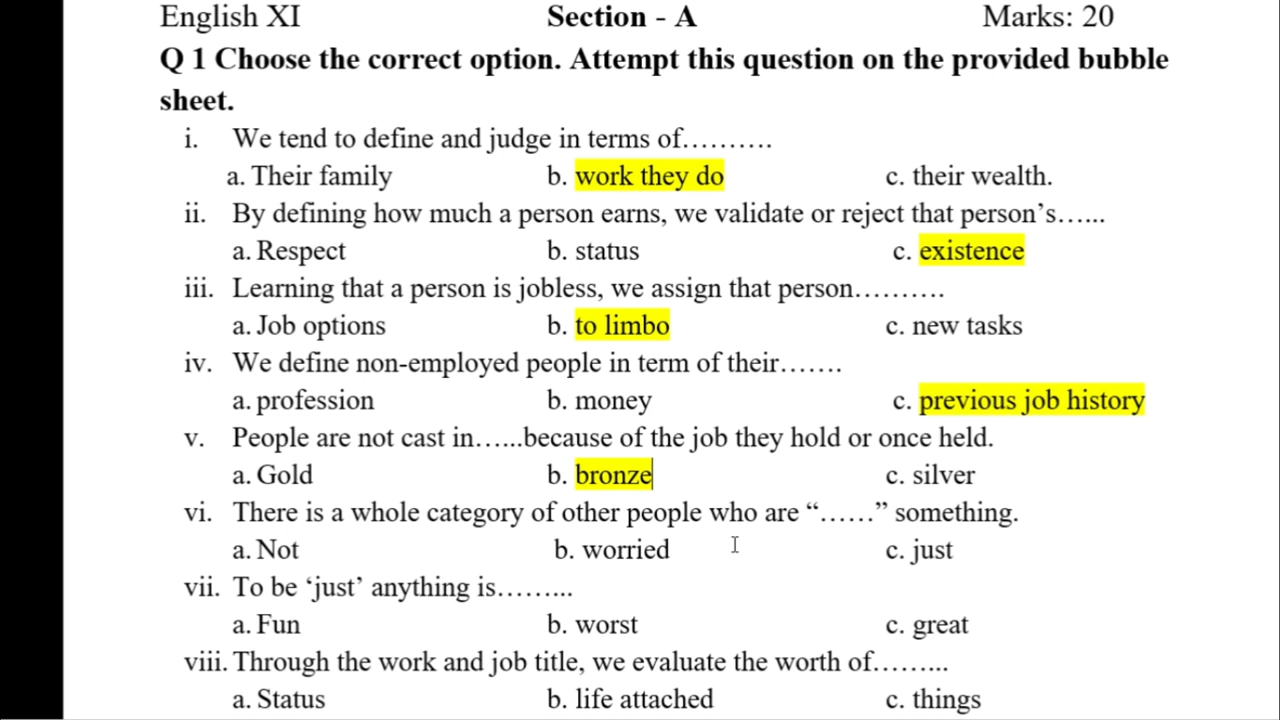 English XI Section - A Marks: 20
Q 1 Choose the correct option. Attempt this question on the provided bubble
sheet.
i. We tend to define and judge in terms of……….
a. Their family b. work they do c. their wealth.
ii. By defining how much a person earns, we validate or reject that person’s…...
a. Respect b. status c. existence
iii. Learning that a person is jobless, we assign that person……….
a. Job options b. to limbo c. new tasks
iv. We define non-employed people in term of their…….
a. profession b. money c. previous job history
v. People are not cast in…...because of the job they hold or once held.
a. Gold b. bronze c. silver
vi. There is a whole category of other people who are “……” something.
a. Not b. worried c. just
vii. To be ‘just’ anything is……...
a. Fun b. worst c. great
viii. Through the work and job title, we evaluate the worth of……...
a. Status b. life attached c. things